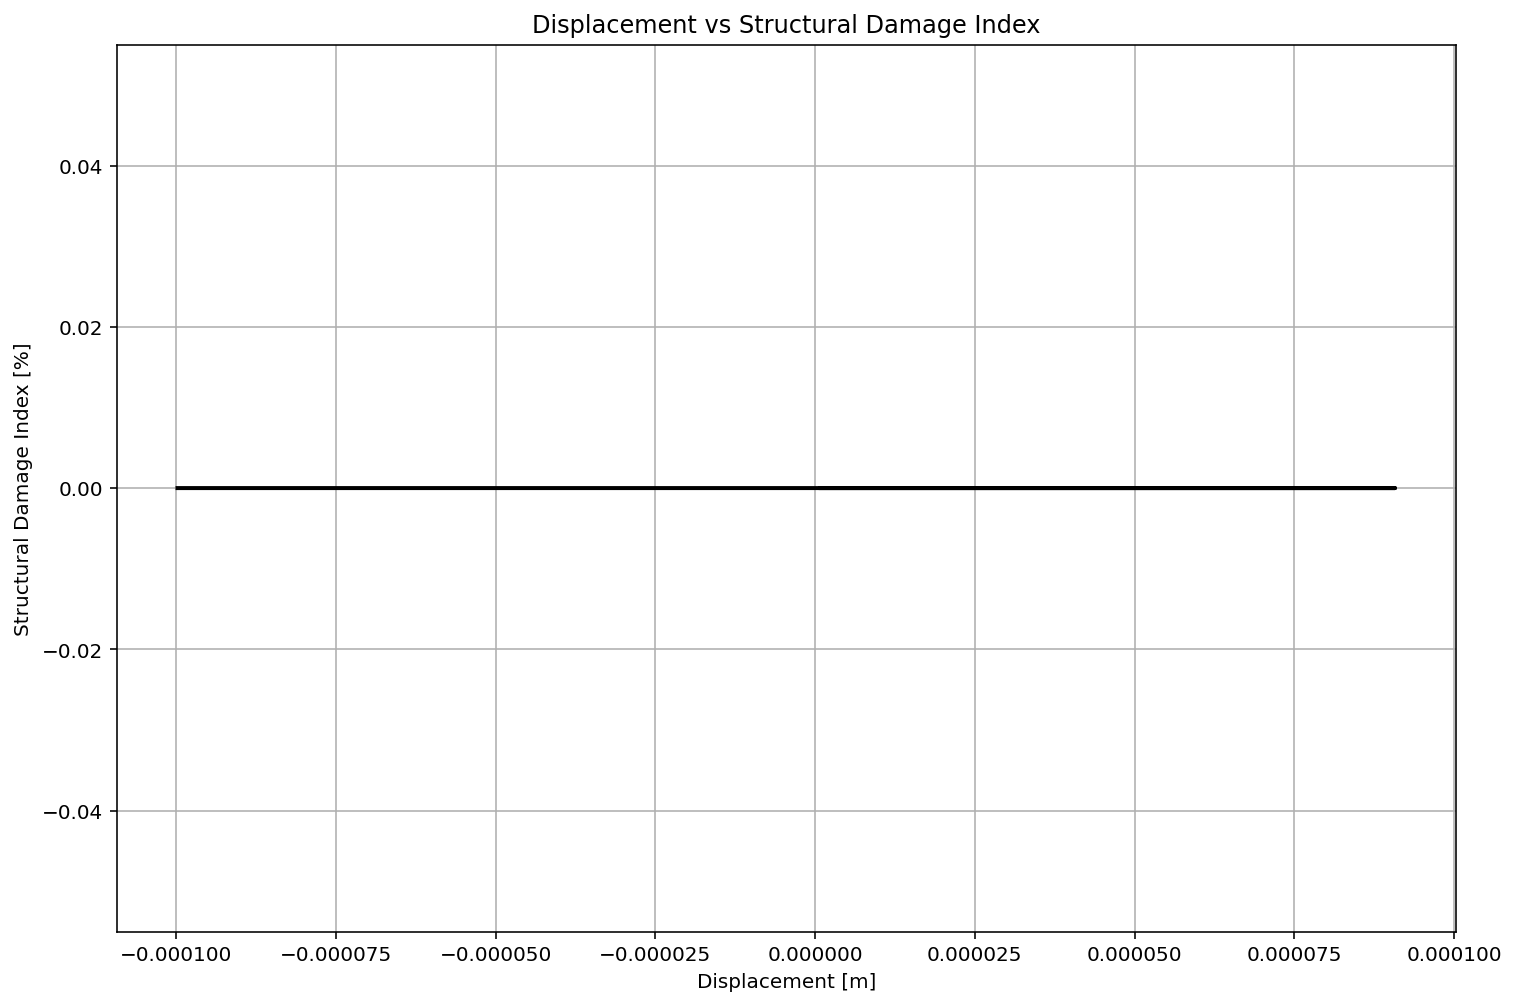 Displacement vs Structural Damage Index
Structural Damage Index [%]
0.04
0.02
0.00
−0.02
−0.04
−0.000100 −0.000075 −0.000050 −0.000025 0.000000 0.000025 0.000050 0.000075 0.000100
Displacement [m]